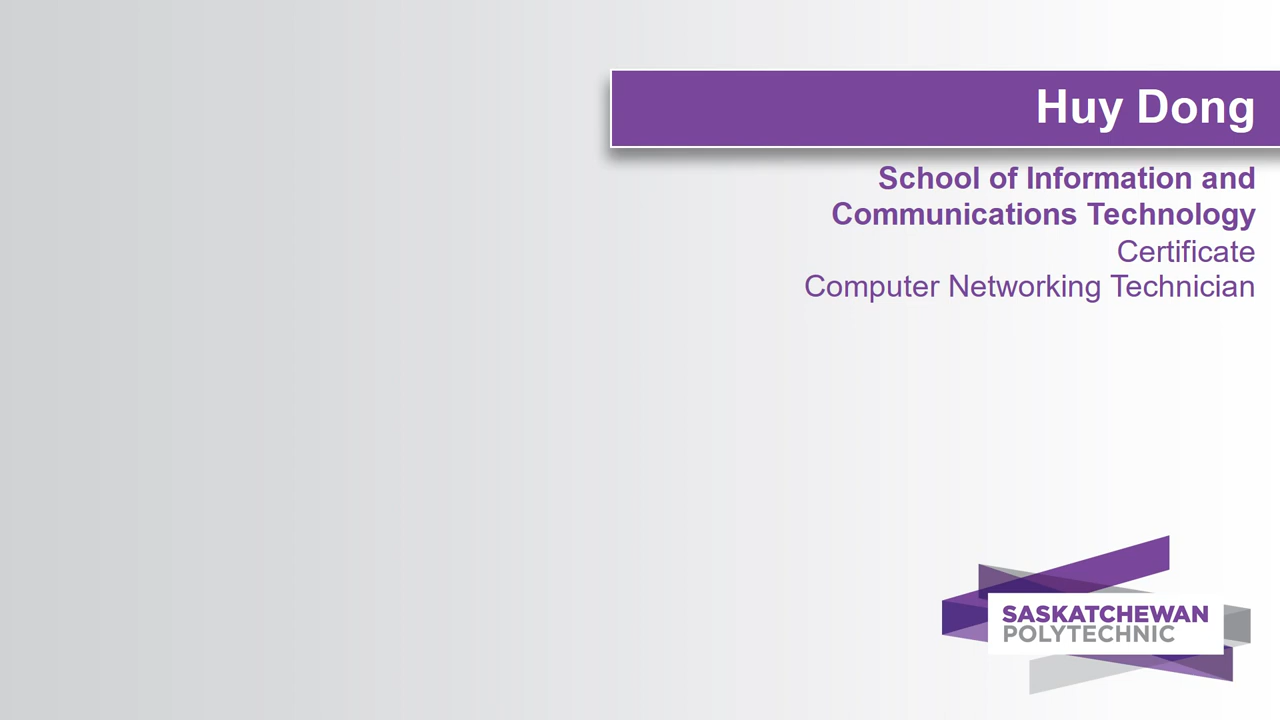 Huy Dong
School of Information and
Communications Technology
Certificate
Computer Networking Technician
SASKATCHEWAN
POLYTECHNIC